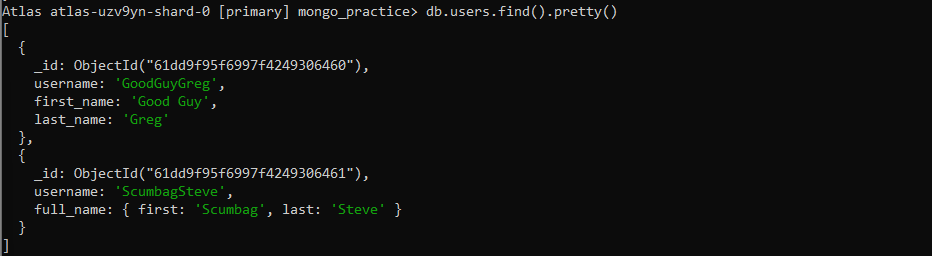 Atlas atlas-uzv9yn-shard-0 [primary] mongo_practice> db.users.find().pretty()
[
  {
    _id: ObjectId("61dd9f95f6997f4249306460"),
    username: 'GoodGuyGreg',
    first_name: 'Good Guy',
    last_name: 'Greg'
  },
  {
    _id: ObjectId("61dd9f95f6997f4249306461"),
    username: 'ScumbagSteve',
    full_name: { first: 'Scumbag', last: 'Steve' }
  }
]